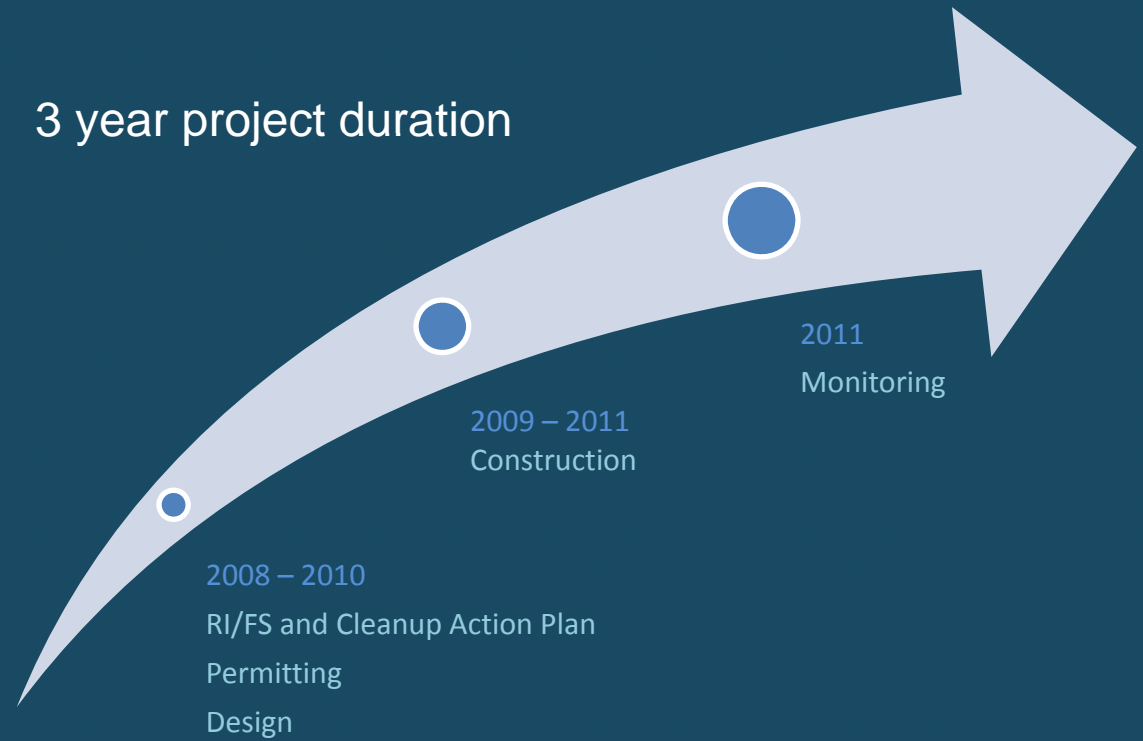 3 year project duration
2011
Monitoring
2009 – 2011
Construction
2008 – 2010
RI/FS and Cleanup Action Plan
Permitting
Design